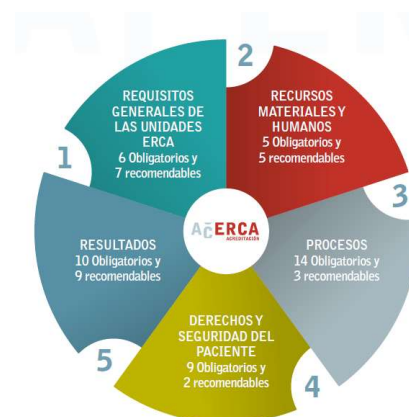 1
REQUISITOS
GENERALES DE
LAS UNIDADES
ERCA
6 Obligatorios y
7 recomendables
2
RECURSOS
MATERIALES Y
HUMANOS
5 Obligatorios y
5 recomendables
3
PROCESOS
14 Obligatorios y
3 recomendables
4
DERECHOS Y
SEGURIDAD DEL
PACIENTE
9 Obligatorios y
2 recomendables
5
RESULTADOS
10 Obligatorios y
9 recomendables
ACERCA
ACREDITACIÓN